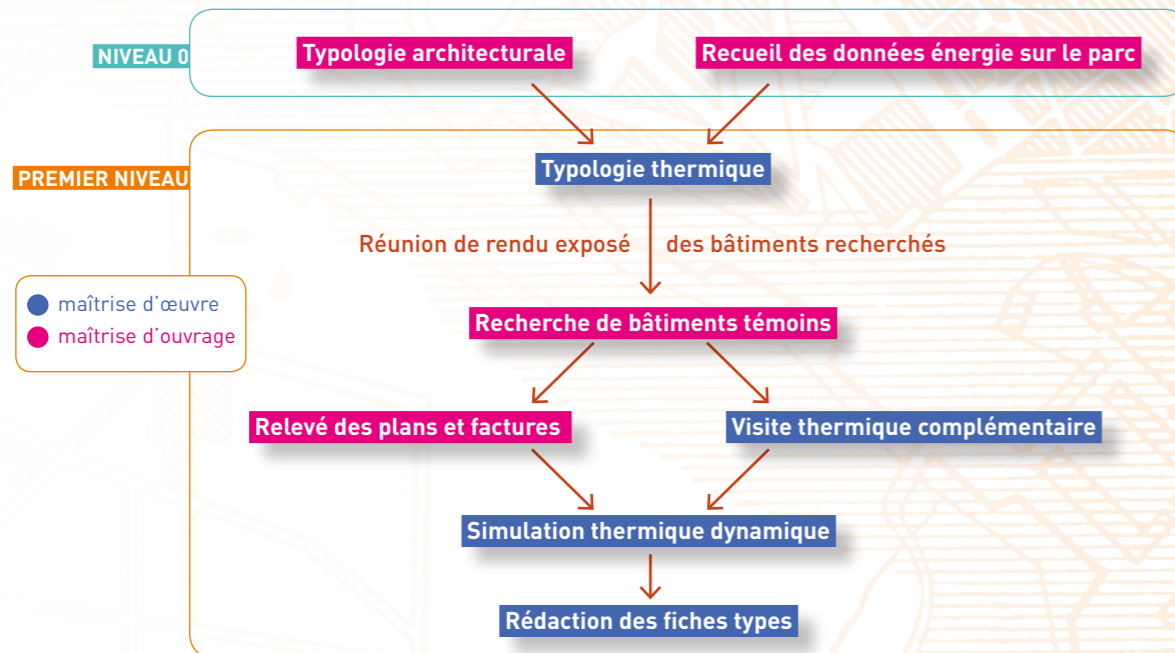 NIVEAU 0
Typologie architecturale
Recueil des données énergie sur le parc
PREMIER NIVEAU
Typologie thermique
Réunion de rendu exposé des bâtiments recherchés
maîtrise d'œuvre
maîtrise d'ouvrage
Recherche de bâtiments témoins
Relevé des plans et factures
Visite thermique complémentaire
Simulation thermique dynamique
Rédaction des fiches types